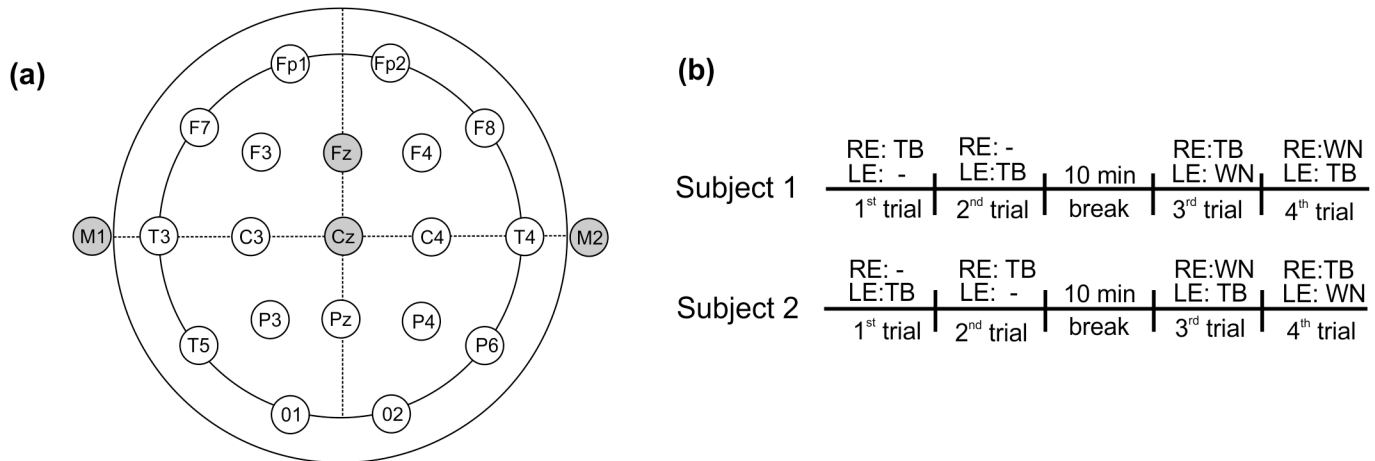 (a)
Fp1 Fp2
F7 F8
F3 Fz F4
M1 T3 C3 Cz C4 T4 M2
P3 Pz P4
T5 P6
01 02
(b)
Subject 1
RE: TB
LE: -
1st trial
RE: -
LE:TB
2nd trial
10 min
break
RE:TB
LE: WN
3rd trial
RE:WN
LE: TB
4th trial
Subject 2
RE: -
LE:TB
1st trial
RE: TB
LE: -
2nd trial
10 min
break
RE:WN
LE: TB
3rd trial
RE:TB
LE: WN
4th trial